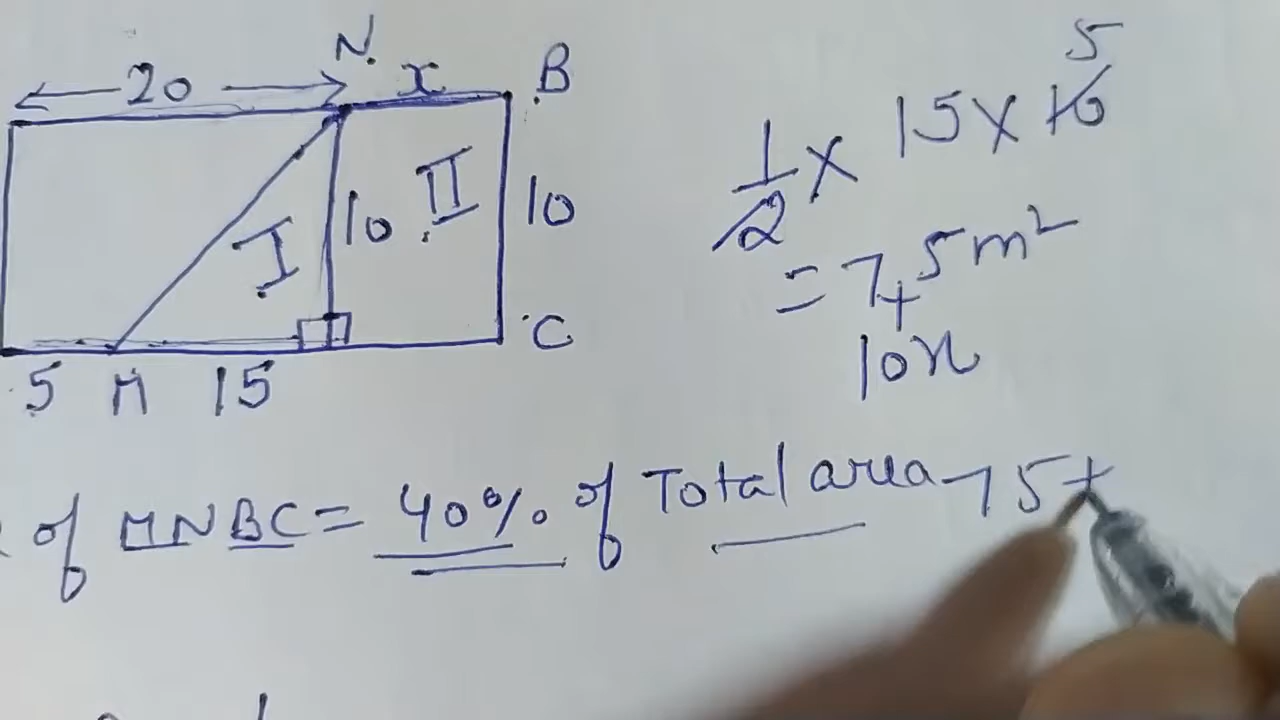 N.
20 x B
I 10 II 10
C
5 M 15
1/2 × 15 × 10 5
= 75 m²
+
10x
of MNBC = 40% of Total area 75 +